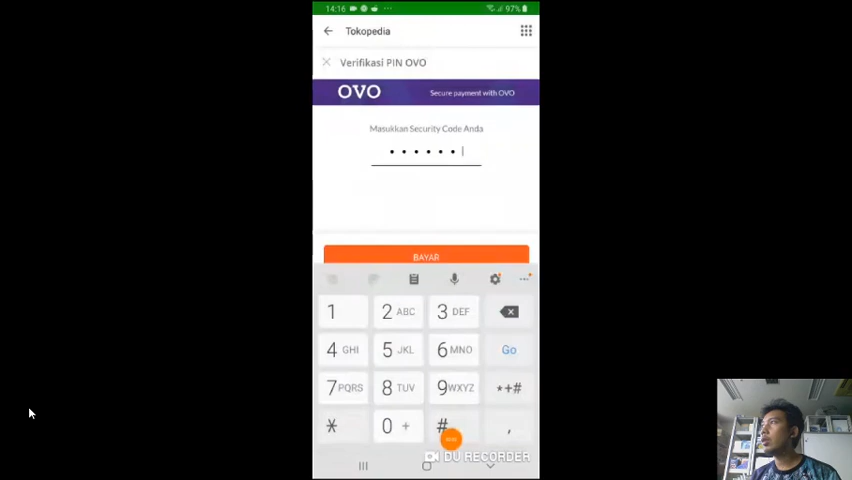 14:16 97%
Tokopedia
Verifikasi PIN OVO
OVO Secure payment with OVO
Masukkan Security Code Anda
BAYAR
1 2 ABC 3 DEF
4 GHI 5 JKL 6 MNO Go
7 PQRS 8 TUV 9 WXYZ *+#
* 0 + # ,
DU RECORDER